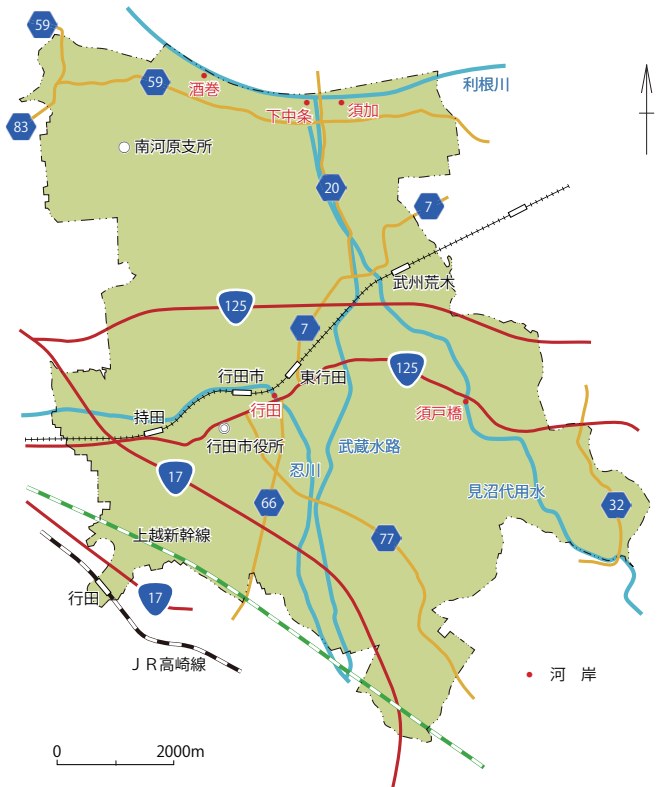 59
59
酒巻
利根川
83
下中条
須加
南河原支所
20
7
武州荒木
125
7
行田市
東行田
125
持田
行田
須戸橋
行田市役所
忍川
武蔵水路
17
見沼代用水
66
32
上越新幹線
77
行田
17
JR高崎線
河 岸
0
2000m